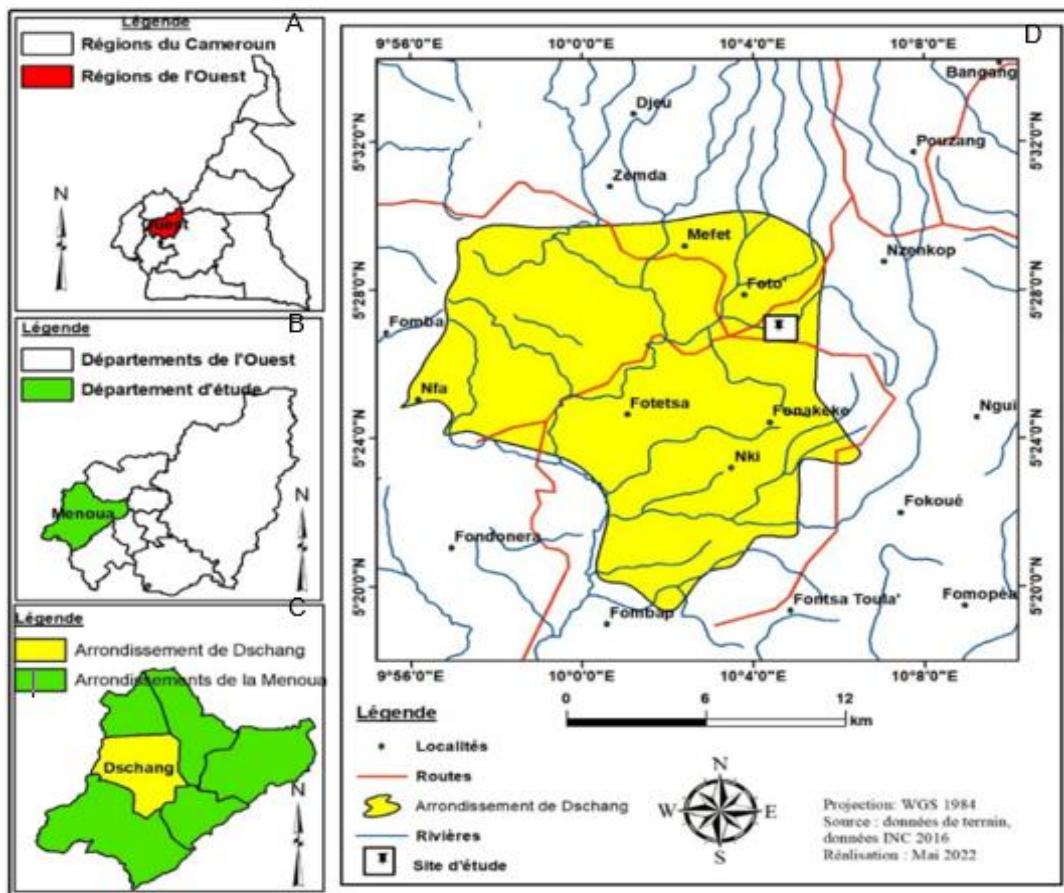 A
Légende
Régions du Cameroun
Régions de l'Ouest
N
B
Légende
Départements de l'Ouest
Département d'étude
Menoua
N
C
Légende
Arrondissement de Dschang
Arrondissements de la Menoua
Dschang
N
D
9°56'0"E 10°0'0"E 10°4'0"E 10°8'0"E
Bangang
Djeu
5°32'0"N 5°32'0"N
Pouzang
Zemda
Mefet
Nzenkop
Foto'
5°28'0"N 5°28'0"N
Fomba
Nfa
Fotetsa
Fonakeke
Ngui
5°24'0"N 5°24'0"N
Nki
Fokoué
Fondonera
5°20'0"N 5°20'0"N
Fombap
Fontsa Toula'
Fomopéa
9°56'0"E 10°0'0"E 10°4'0"E 10°8'0"E
0 6 12
km
Légende
Localités
Routes
Arrondissement de Dschang
Rivières
Site d'étude
N
W E
S
Projection: WGS 1984
Source : données de terrain,
données INC 2016
Réalisation : Mai 2022